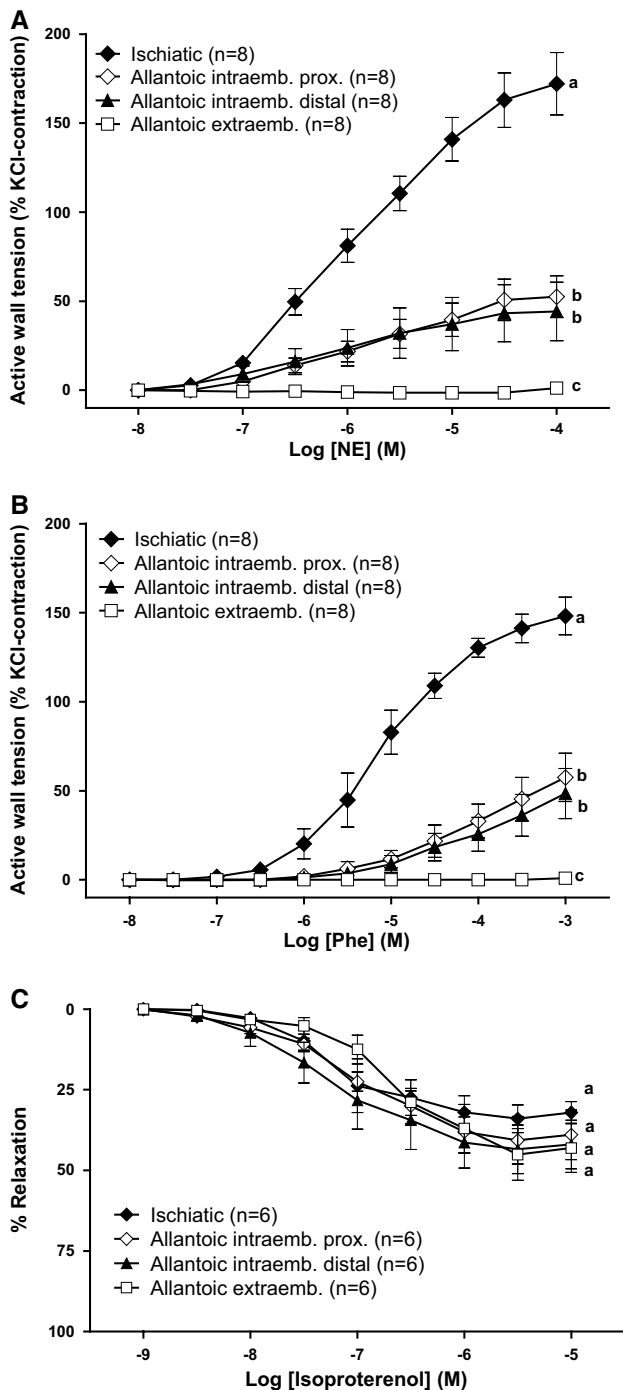 A
200
150
100
50
0
Active wall tension (% KCl-contraction)
Ischiatic (n=8)
Allantoic intraemb. prox. (n=8)
Allantoic intraemb. distal (n=8)
Allantoic extraemb. (n=8)
a
b
b
c
-8 -7 -6 -5 -4
Log [NE] (M)
B
200
150
100
50
0
Active wall tension (% KCl-contraction)
Ischiatic (n=8)
Allantoic intraemb. prox. (n=8)
Allantoic intraemb. distal (n=8)
Allantoic extraemb. (n=8)
a
b
b
c
-8 -7 -6 -5 -4 -3
Log [Phe] (M)
C
0
25
50
75
100
% Relaxation
a
a
a
a
Ischiatic (n=6)
Allantoic intraemb. prox. (n=6)
Allantoic intraemb. distal (n=6)
Allantoic extraemb. (n=6)
-9 -8 -7 -6 -5
Log [Isoproterenol] (M)